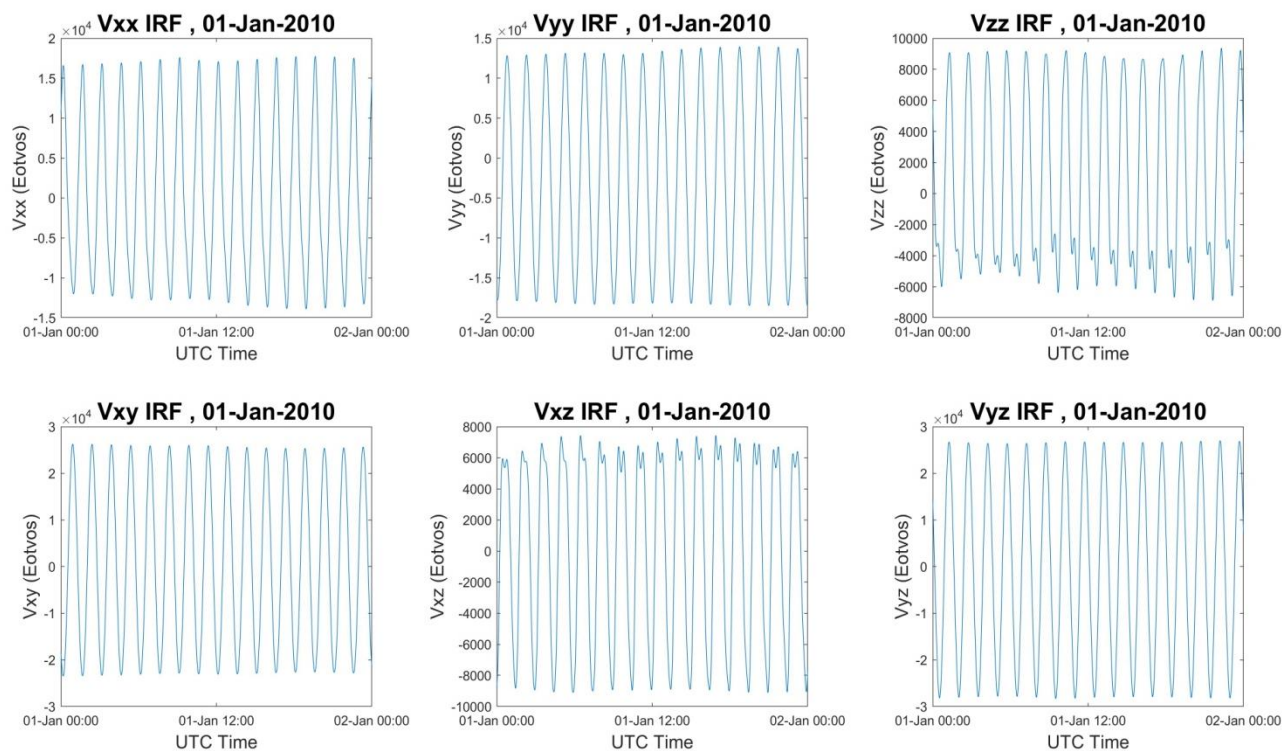 Vxx IRF , 01-Jan-2010
×10⁴
2
1.5
1
0.5
0
-0.5
-1
-1.5
Vxx (Eotvos)
01-Jan 00:00 01-Jan 12:00 02-Jan 00:00
UTC Time
Vyy IRF , 01-Jan-2010
×10⁴
1.5
1
0.5
0
-0.5
-1
-1.5
-2
Vyy (Eotvos)
01-Jan 00:00 01-Jan 12:00 02-Jan 00:00
UTC Time
Vzz IRF , 01-Jan-2010
10000
8000
6000
4000
2000
0
-2000
-4000
-6000
-8000
Vzz (Eotvos)
01-Jan 00:00 01-Jan 12:00 02-Jan 00:00
UTC Time
Vxy IRF , 01-Jan-2010
×10⁴
3
2
1
0
-1
-2
-3
Vxy (Eotvos)
01-Jan 00:00 01-Jan 12:00 02-Jan 00:00
UTC Time
Vxz IRF , 01-Jan-2010
8000
6000
4000
2000
0
-2000
-4000
-6000
-8000
-10000
Vxz (Eotvos)
01-Jan 00:00 01-Jan 12:00 02-Jan 00:00
UTC Time
Vyz IRF , 01-Jan-2010
×10⁴
3
2
1
0
-1
-2
-3
Vyz (Eotvos)
01-Jan 00:00 01-Jan 12:00 02-Jan 00:00
UTC Time